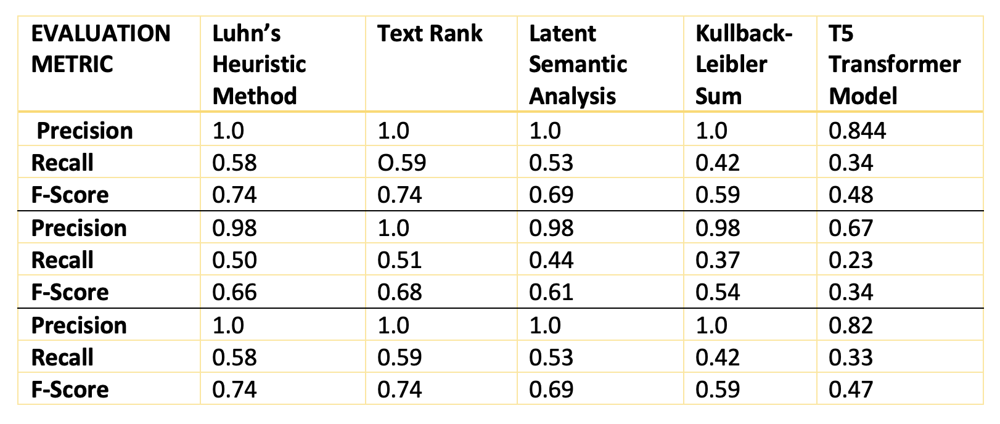 EVALUATION METRIC Luhn’s Heuristic Method Text Rank Latent Semantic Analysis Kullback-Leibler Sum T5 Transformer Model
Precision 1.0 1.0 1.0 1.0 0.844
Recall 0.58 O.59 0.53 0.42 0.34
F-Score 0.74 0.74 0.69 0.59 0.48
Precision 0.98 1.0 0.98 0.98 0.67
Recall 0.50 0.51 0.44 0.37 0.23
F-Score 0.66 0.68 0.61 0.54 0.34
Precision 1.0 1.0 1.0 1.0 0.82
Recall 0.58 0.59 0.53 0.42 0.33
F-Score 0.74 0.74 0.69 0.59 0.47